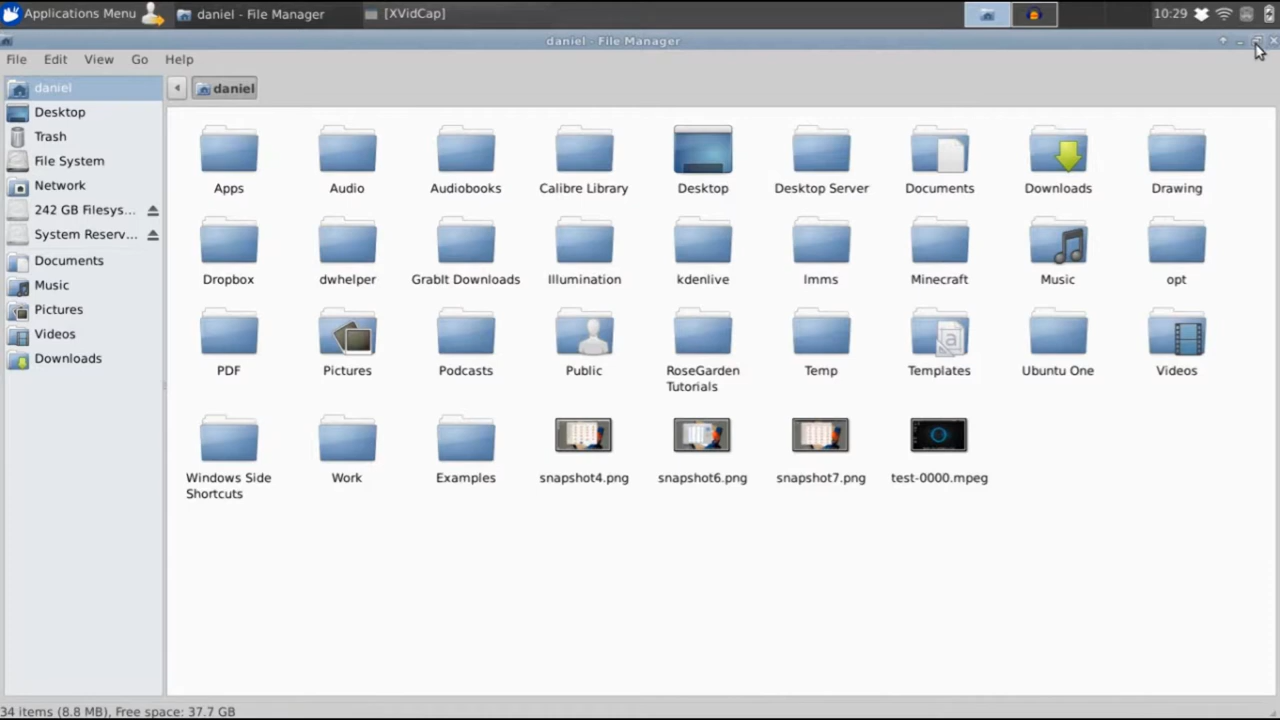 Applications Menu daniel - File Manager [XVidCap] 10:29
daniel - File Manager
File Edit View Go Help
daniel
Desktop
Trash
File System
Network
242 GB Filesys...
System Reserv...
Documents
Music
Pictures
Videos
Downloads
daniel
Apps Audio Audiobooks Calibre Library Desktop Desktop Server Documents Downloads Drawing
Dropbox dwhelper GrabIt Downloads Illumination kdenlive lmms Minecraft Music opt
PDF Pictures Podcasts Public RoseGarden Tutorials Temp Templates Ubuntu One Videos
Windows Side Shortcuts Work Examples snapshot4.png snapshot6.png snapshot7.png test-0000.mpeg
34 items (8.8 MB), Free space: 37.7 GB